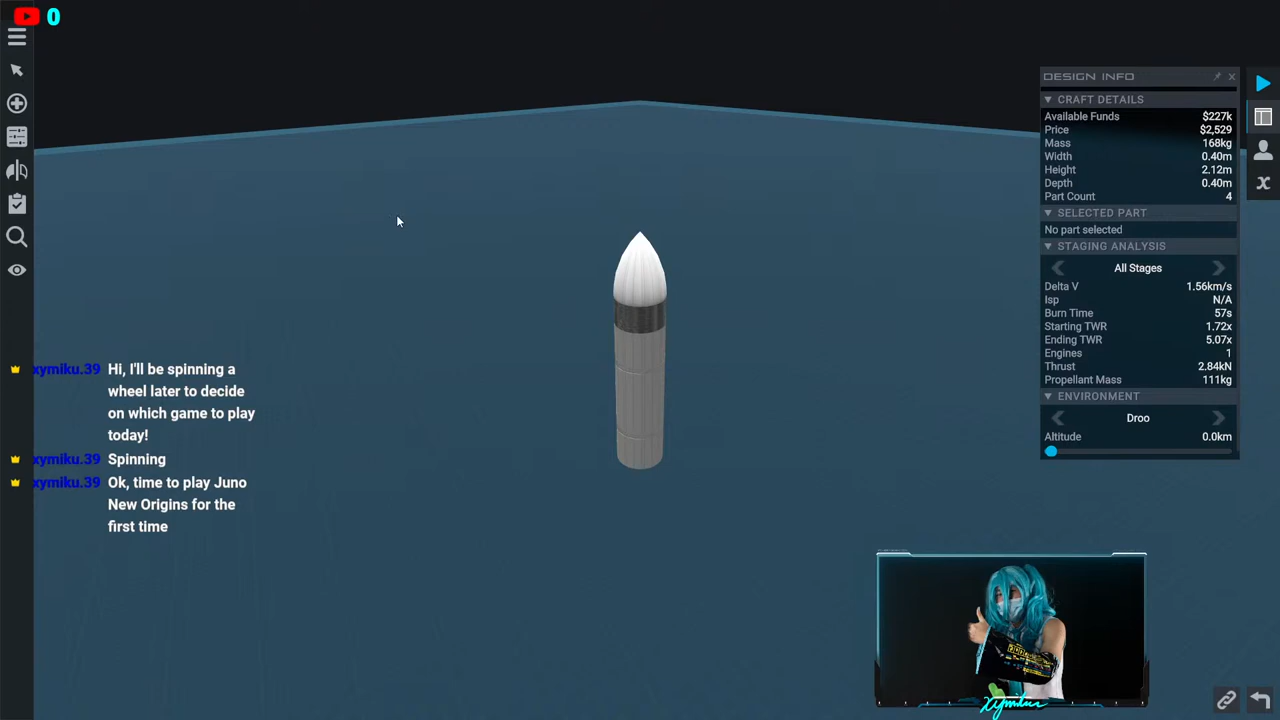 0
DESIGN INFO
CRAFT DETAILS
Available Funds $227k
Price $2,529
Mass 168kg
Width 0.40m
Height 2.12m
Depth 0.40m
Part Count 4
SELECTED PART
No part selected
STAGING ANALYSIS
All Stages
Delta V 1.56km/s
Isp N/A
Burn Time 57s
Starting TWR 1.72x
Ending TWR 5.07x
Engines 1
Thrust 2.84kN
Propellant Mass 111kg
ENVIRONMENT
Droo
Altitude 0.0km
xymiku.39 Hi, I'll be spinning a
wheel later to decide
on which game to play
today!
xymiku.39 Spinning
xymiku.39 Ok, time to play Juno
New Origins for the
first time
xymiku